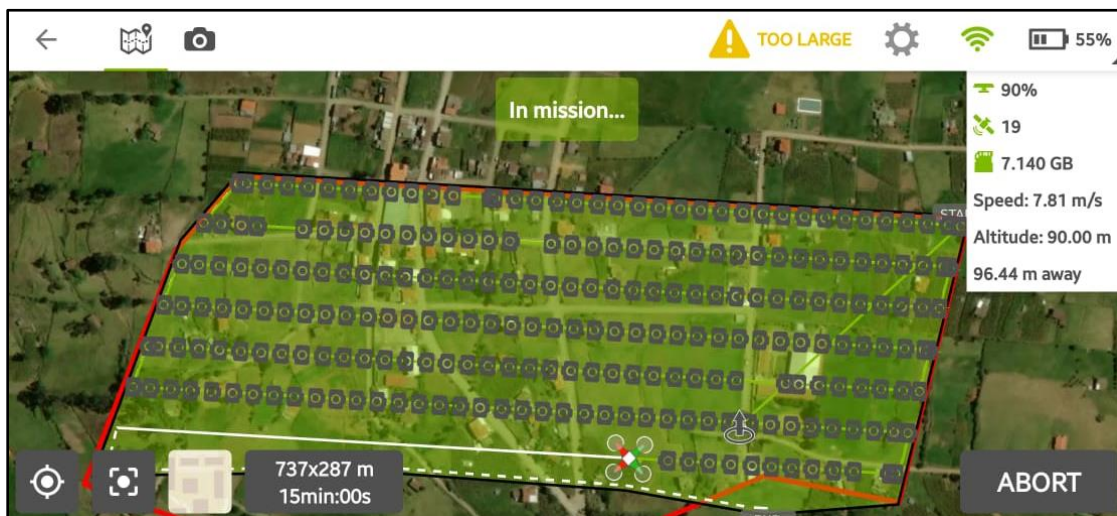 TOO LARGE
55%
In mission...
90%
19
7.140 GB
Speed: 7.81 m/s
Altitude: 90.00 m
96.44 m away
737x287 m
15min:00s
ABORT